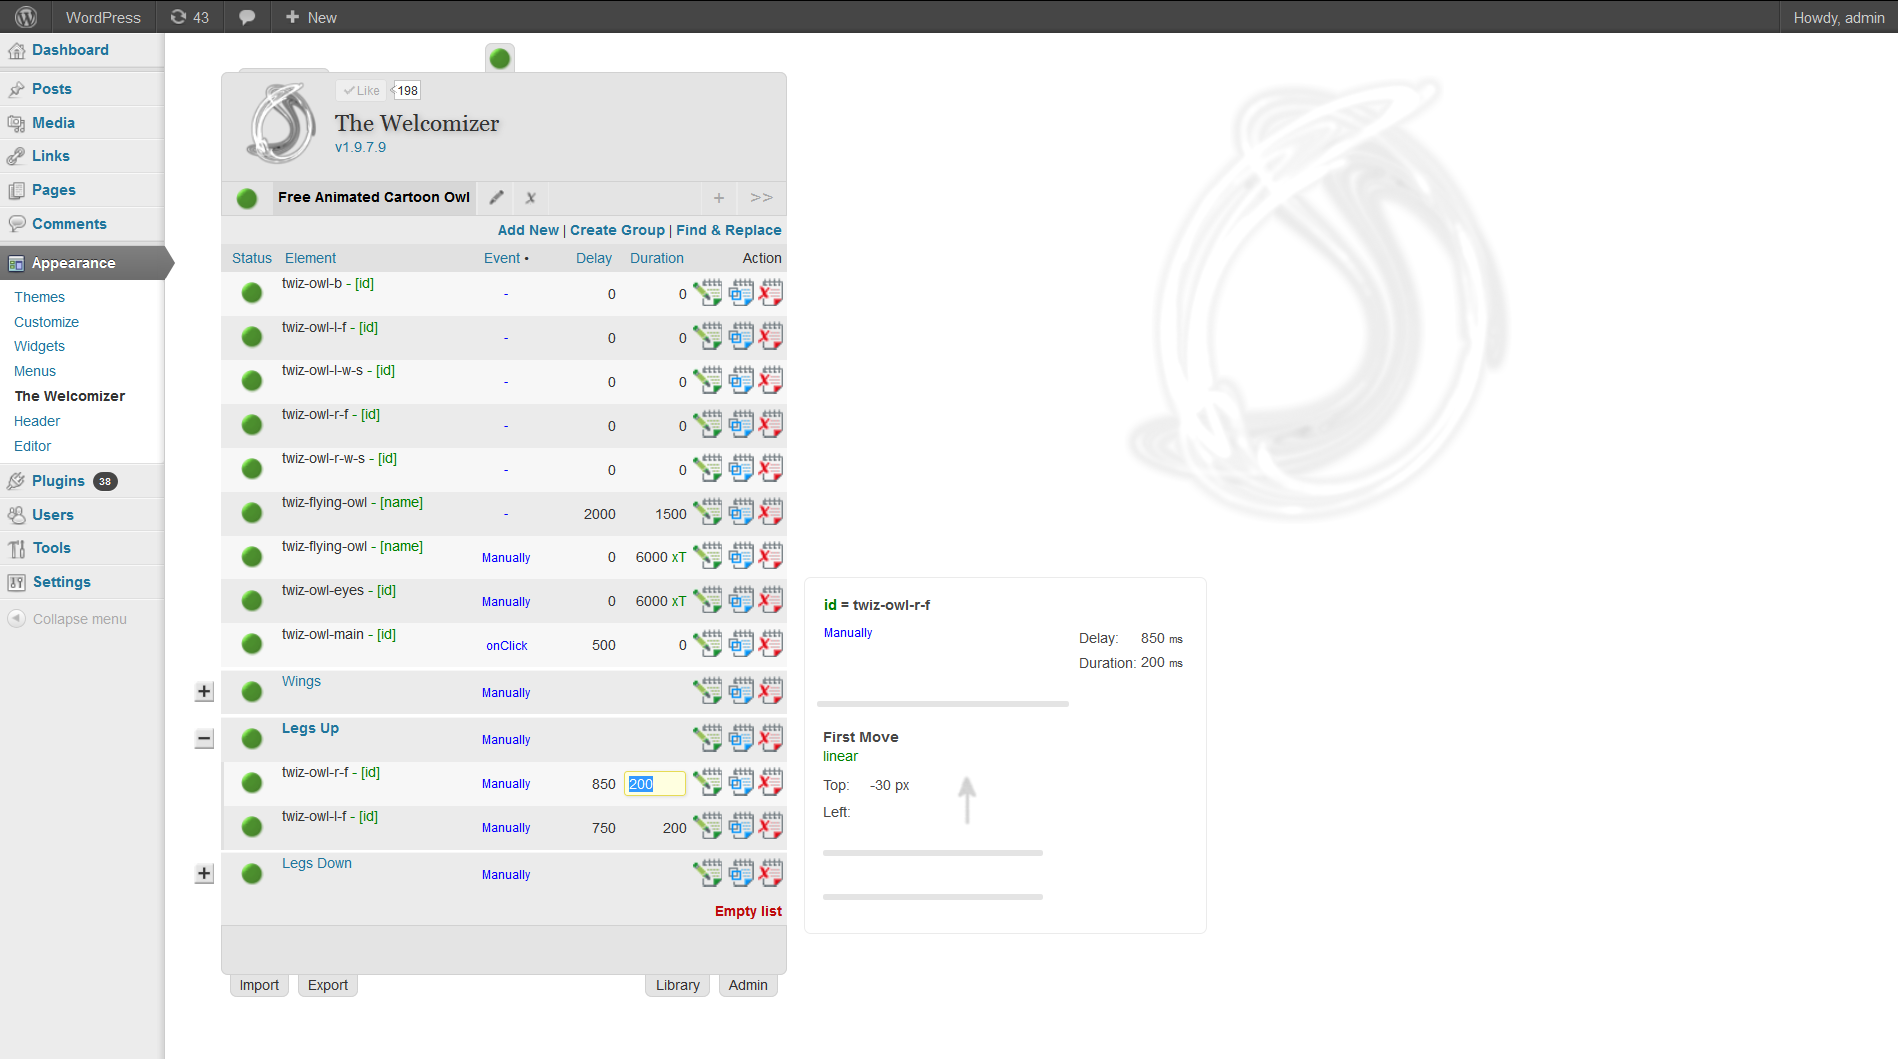 WordPress 43 New Howdy, admin
Dashboard
Posts
Media
Links
Pages
Comments
Appearance
Themes
Customize
Widgets
Menus
The Welcomizer
Header
Editor
Plugins 38
Users
Tools
Settings
Collapse menu
Like 198
The Welcomizer
v1.9.7.9
Free Animated Cartoon Owl x + >>
Add New | Create Group | Find & Replace
Status Element Event • Delay Duration Action
twiz-owl-b - [id] - 0 0
twiz-owl-l-f - [id] - 0 0
twiz-owl-l-w-s - [id] - 0 0
twiz-owl-r-f - [id] - 0 0
twiz-owl-r-w-s - [id] - 0 0
twiz-flying-owl - [name] - 2000 1500
twiz-flying-owl - [name] Manually 0 6000 xT
twiz-owl-eyes - [id] Manually 0 6000 xT
twiz-owl-main - [id] onClick 500 0
+ Wings Manually
− Legs Up Manually
twiz-owl-r-f - [id] Manually 850 200
twiz-owl-l-f - [id] Manually 750 200
+ Legs Down Manually
Empty list
Import Export Library Admin
id = twiz-owl-r-f
Manually
Delay: 850 ms
Duration: 200 ms
First Move
linear
Top: -30 px
Left: